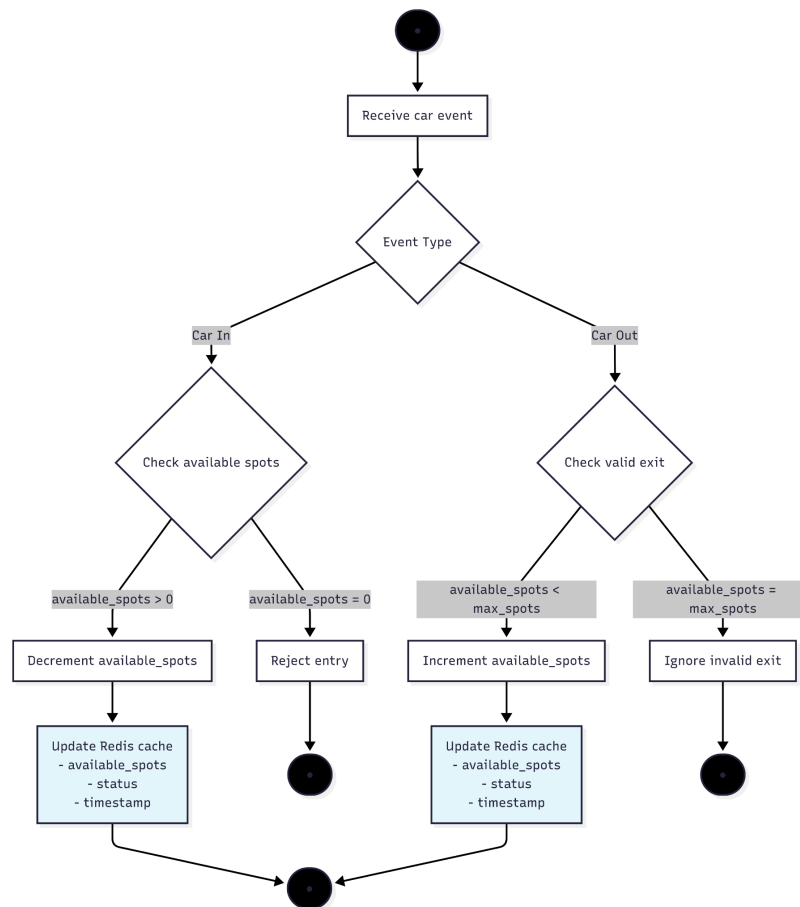 Receive car event
Event Type
Car In
Car Out
Check available spots
Check valid exit
available_spots > 0
available_spots = 0
available_spots <
max_spots
available_spots =
max_spots
Decrement available_spots
Reject entry
Increment available_spots
Ignore invalid exit
Update Redis cache
- available_spots
- status
- timestamp
Update Redis cache
- available_spots
- status
- timestamp